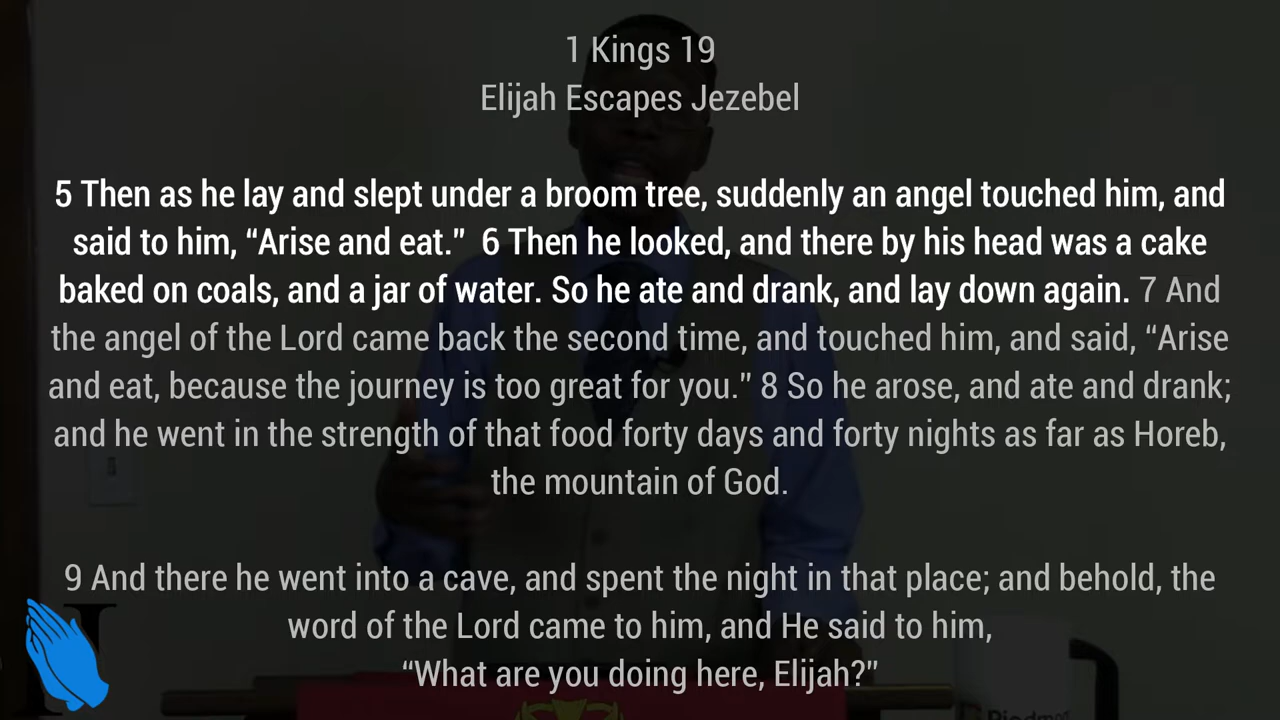 1 Kings 19
Elijah Escapes Jezebel
5 Then as he lay and slept under a broom tree, suddenly an angel touched him, and
said to him, “Arise and eat.”  6 Then he looked, and there by his head was a cake
baked on coals, and a jar of water. So he ate and drank, and lay down again. 7 And
the angel of the Lord came back the second time, and touched him, and said, “Arise
and eat, because the journey is too great for you.” 8 So he arose, and ate and drank;
and he went in the strength of that food forty days and forty nights as far as Horeb,
the mountain of God.
9 And there he went into a cave, and spent the night in that place; and behold, the
word of the Lord came to him, and He said to him,
“What are you doing here, Elijah?”